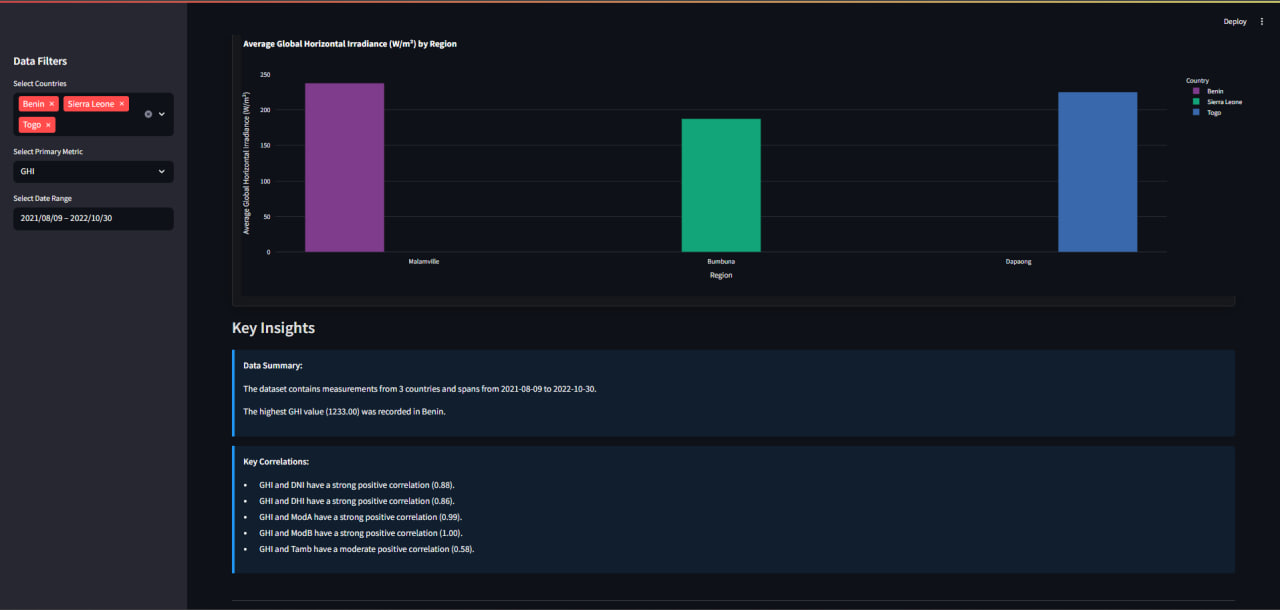 Deploy
Data Filters
Select Countries
Benin ×
Sierra Leone ×
Togo ×
Select Primary Metric
GHI
Select Date Range
2021/08/09 – 2022/10/30
Average Global Horizontal Irradiance (W/m²) by Region
Average Global Horizontal Irradiance (W/m²)
250
200
150
100
50
0
Malanville
Bumbuna
Dapaong
Region
Country
Benin
Sierra Leone
Togo
Key Insights
Data Summary:
The dataset contains measurements from 3 countries and spans from 2021-08-09 to 2022-10-30.
The highest GHI value (1233.00) was recorded in Benin.
Key Correlations:
• GHI and DNI have a strong positive correlation (0.88).
• GHI and DHI have a strong positive correlation (0.86).
• GHI and ModA have a strong positive correlation (0.99).
• GHI and ModB have a strong positive correlation (1.00).
• GHI and Tamb have a moderate positive correlation (0.58).